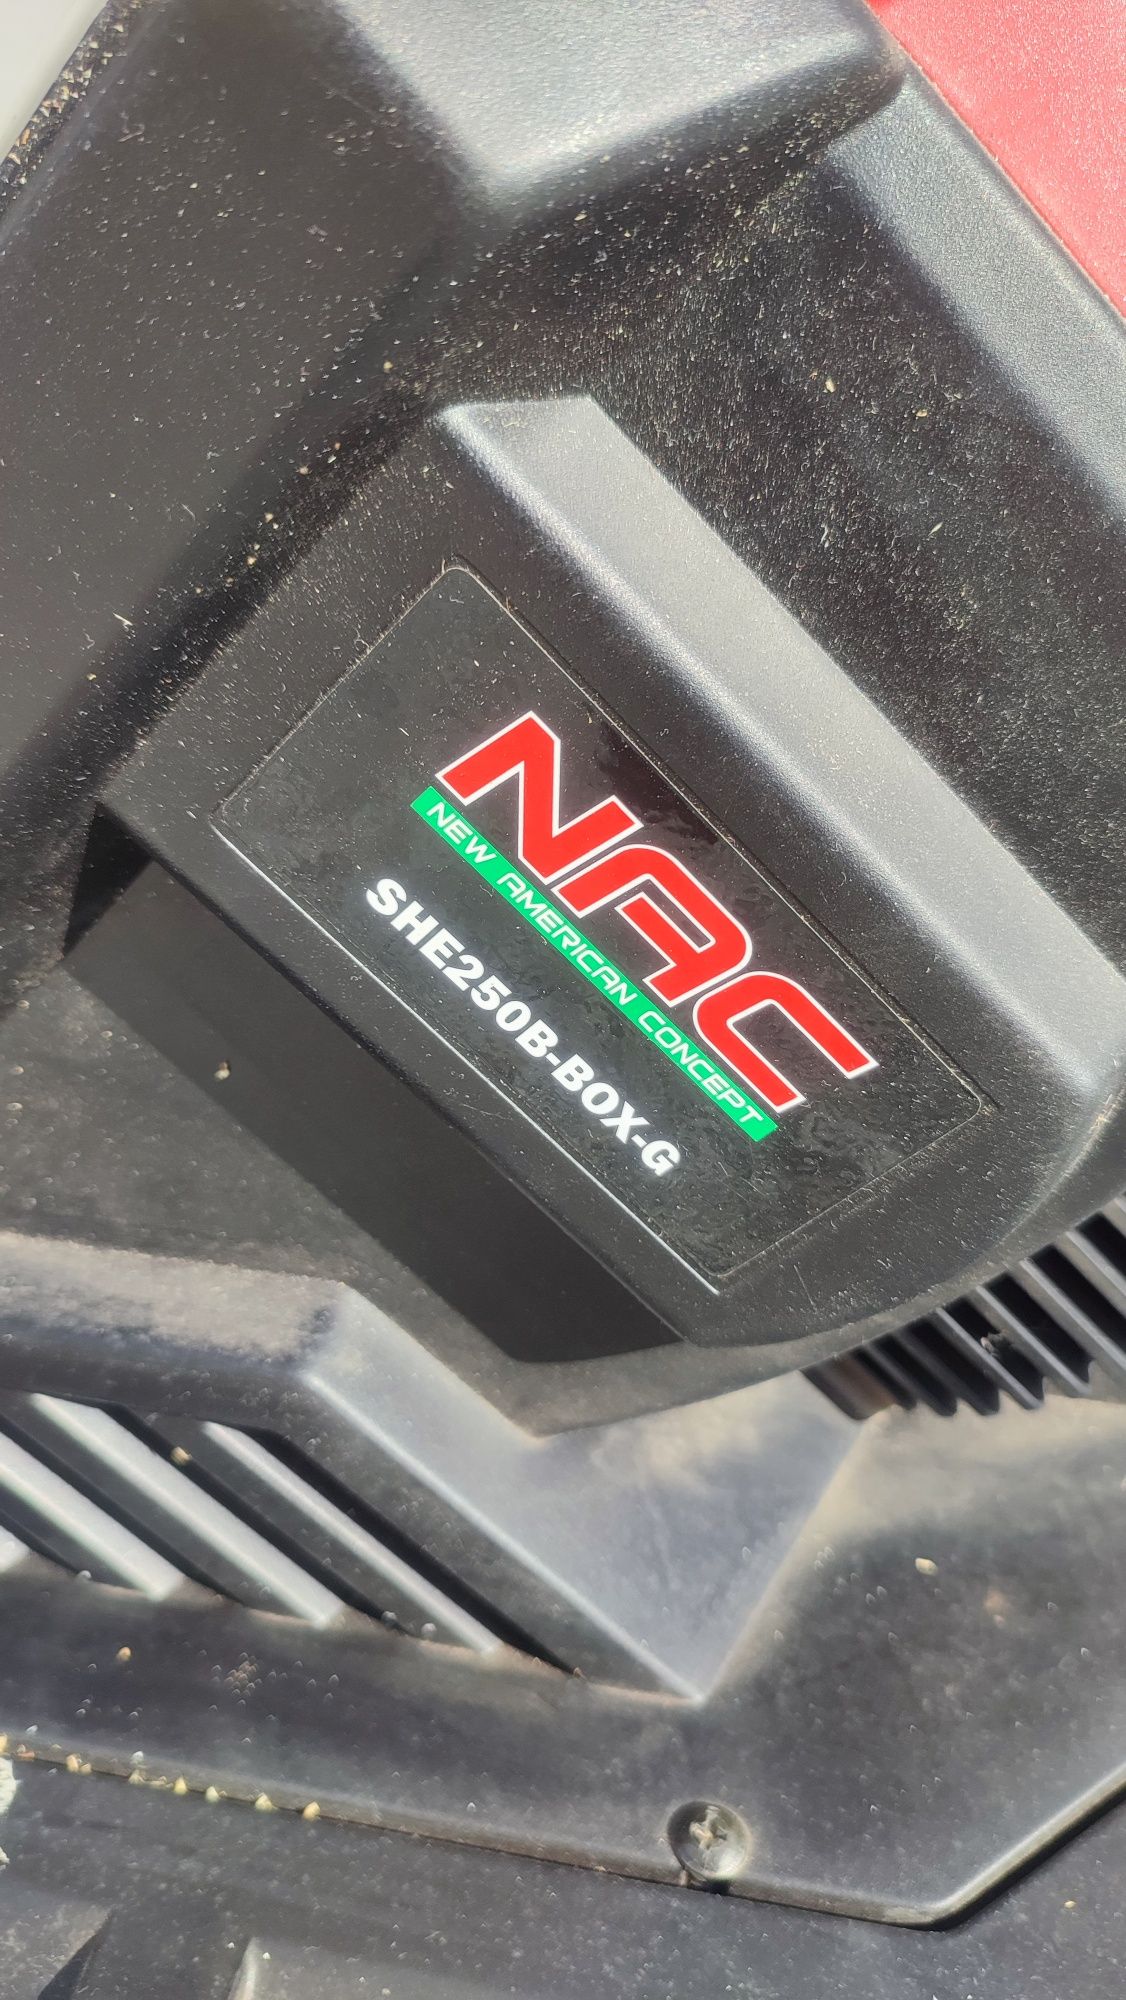 NAC
NEW AMERICAN CONCEPT
SHE250B-BOX-G